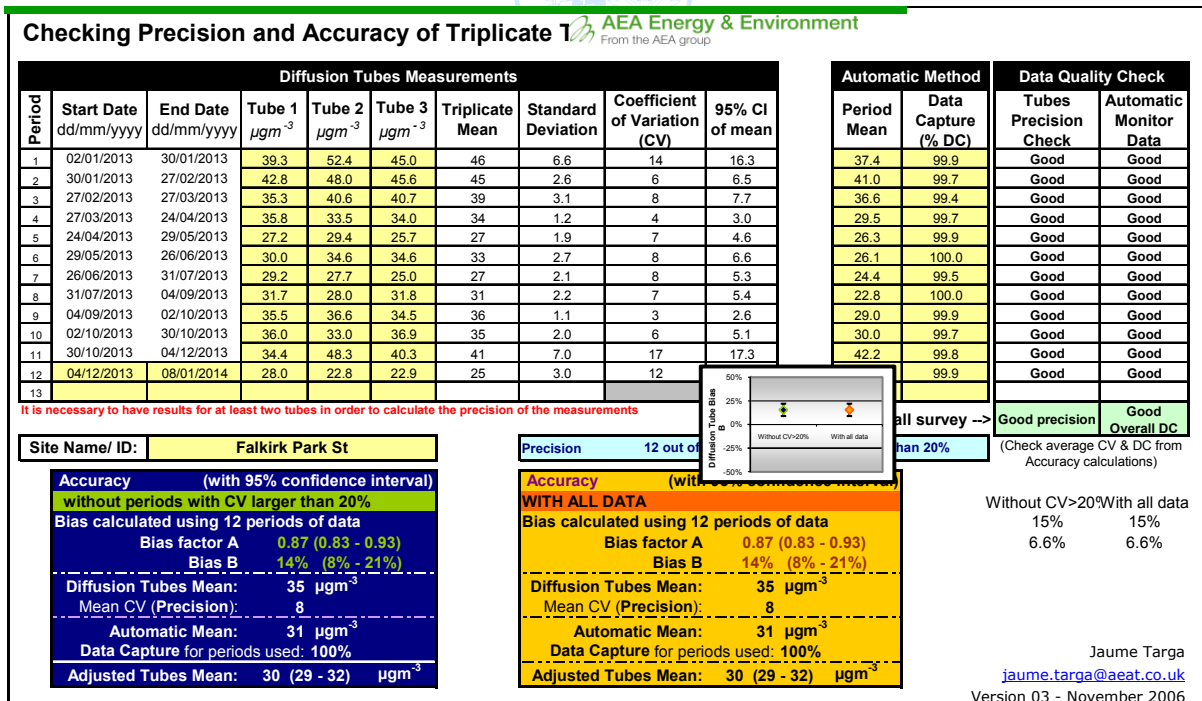 Checking Precision and Accuracy of Triplicate T
AEA Energy & Environment
From the AEA group
Diffusion Tubes Measurements
Automatic Method
Data Quality Check
Period
Start Date dd/mm/yyyy
End Date dd/mm/yyyy
Tube 1 µgm-3
Tube 2 µgm-3
Tube 3 µgm-3
Triplicate Mean
Standard Deviation
Coefficient of Variation (CV)
95% CI of mean
Period Mean
Data Capture (% DC)
Tubes Precision Check
Automatic Monitor Data
1 02/01/2013 30/01/2013 39.3 52.4 45.0 46 6.6 14 16.3 37.4 99.9 Good Good
2 30/01/2013 27/02/2013 42.8 48.0 45.6 45 2.6 6 6.5 41.0 99.7 Good Good
3 27/02/2013 27/03/2013 35.3 40.6 40.7 39 3.1 8 7.7 36.6 99.4 Good Good
4 27/03/2013 24/04/2013 35.8 33.5 34.0 34 1.2 4 3.0 29.5 99.7 Good Good
5 24/04/2013 29/05/2013 27.2 29.4 25.7 27 1.9 7 4.6 26.3 99.9 Good Good
6 29/05/2013 26/06/2013 30.0 34.6 34.6 33 2.7 8 6.6 26.1 100.0 Good Good
7 26/06/2013 31/07/2013 29.2 27.7 25.0 27 2.1 8 5.3 24.4 99.5 Good Good
8 31/07/2013 04/09/2013 31.7 28.0 31.8 31 2.2 7 5.4 22.8 100.0 Good Good
9 04/09/2013 02/10/2013 35.5 36.6 34.5 36 1.1 3 2.6 29.0 99.9 Good Good
10 02/10/2013 30/10/2013 36.0 33.0 36.9 35 2.0 6 5.1 30.0 99.7 Good Good
11 30/10/2013 04/12/2013 34.4 48.3 40.3 41 7.0 17 17.3 42.2 99.8 Good Good
12 04/12/2013 08/01/2014 28.0 22.8 22.9 25 3.0 12 99.9 Good Good
13
It is necessary to have results for at least two tubes in order to calculate the precision of the measurements
all survey --> Good precision Good Overall DC
50%
25%
0%
-25%
-50%
Diffusion Tube Bias B
Without CV>20% With all data
Site Name/ ID: Falkirk Park St
Precision 12 out of han 20%
(Check average CV & DC from Accuracy calculations)
Accuracy (with 95% confidence interval)
without periods with CV larger than 20%
Bias calculated using 12 periods of data
Bias factor A 0.87 (0.83 - 0.93)
Bias B 14% (8% - 21%)
Diffusion Tubes Mean: 35 µgm-3
Mean CV (Precision): 8
Automatic Mean: 31 µgm-3
Data Capture for periods used: 100%
Adjusted Tubes Mean: 30 (29 - 32) µgm-3
Accuracy (with 95% confidence interval)
WITH ALL DATA
Bias calculated using 12 periods of data
Bias factor A 0.87 (0.83 - 0.93)
Bias B 14% (8% - 21%)
Diffusion Tubes Mean: 35 µgm-3
Mean CV (Precision): 8
Automatic Mean: 31 µgm-3
Data Capture for periods used: 100%
Adjusted Tubes Mean: 30 (29 - 32) µgm-3
Without CV>20% With all data
15% 15%
6.6% 6.6%
Jaume Targa
jaume.targa@aeat.co.uk
Version 03 - November 2006